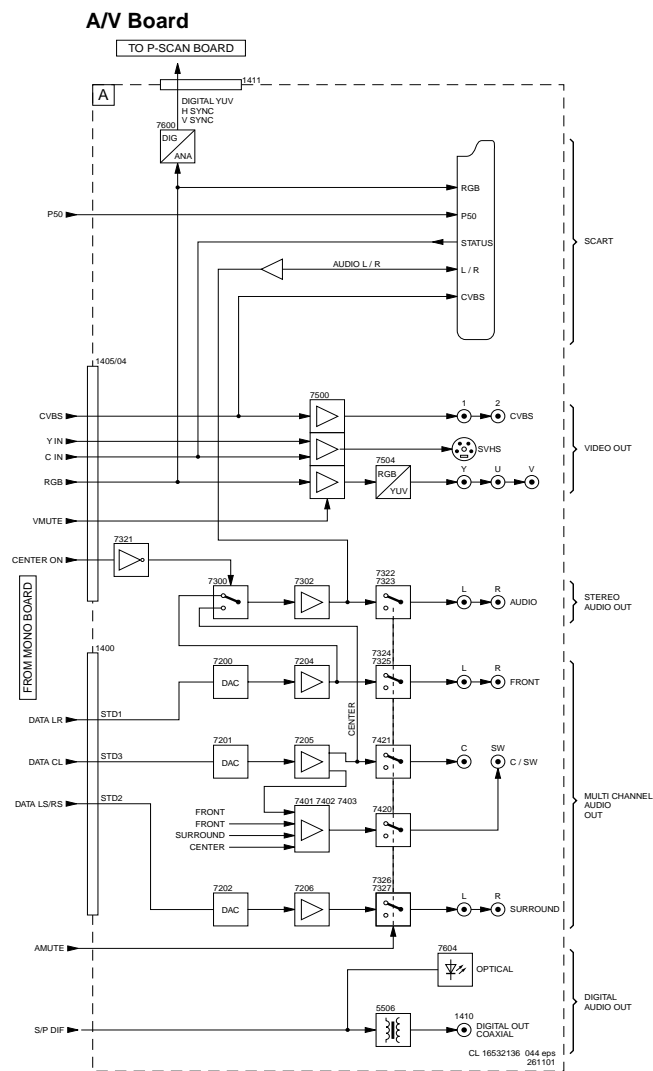 A/V Board
TO P-SCAN BOARD
1411
A
DIGITAL YUV
H SYNC
V SYNC
7600
DIG
ANA
RGB
P50
P50
STATUS
SCART
AUDIO L / R
L / R
CVBS
1405/04
7500
1
2
CVBS
CVBS
Y IN
C IN
SVHS
VIDEO OUT
7504
RGB
YUV
Y
U
V
RGB
VMUTE
7321
CENTER ON
7300
7302
7322
7323
L
R
AUDIO
STEREO
AUDIO OUT
FROM MONO BOARD
1400
7324
7325
7200
7204
DAC
L
R
FRONT
CENTER
DATA LR
STD1
7201
7205
7421
DAC
C
SW
C / SW
DATA CL
STD3
DATA LS/RS
STD2
7401 7402 7403
7420
FRONT
FRONT
SURROUND
CENTER
MULTI CHANNEL
AUDIO
OUT
7326
7327
7202
7206
DAC
L
R
SURROUND
AMUTE
7604
OPTICAL
DIGITAL
AUDIO OUT
5506
1410
S/P DIF
DIGITAL OUT
COAXIAL
CL 16532136 044 eps
261101